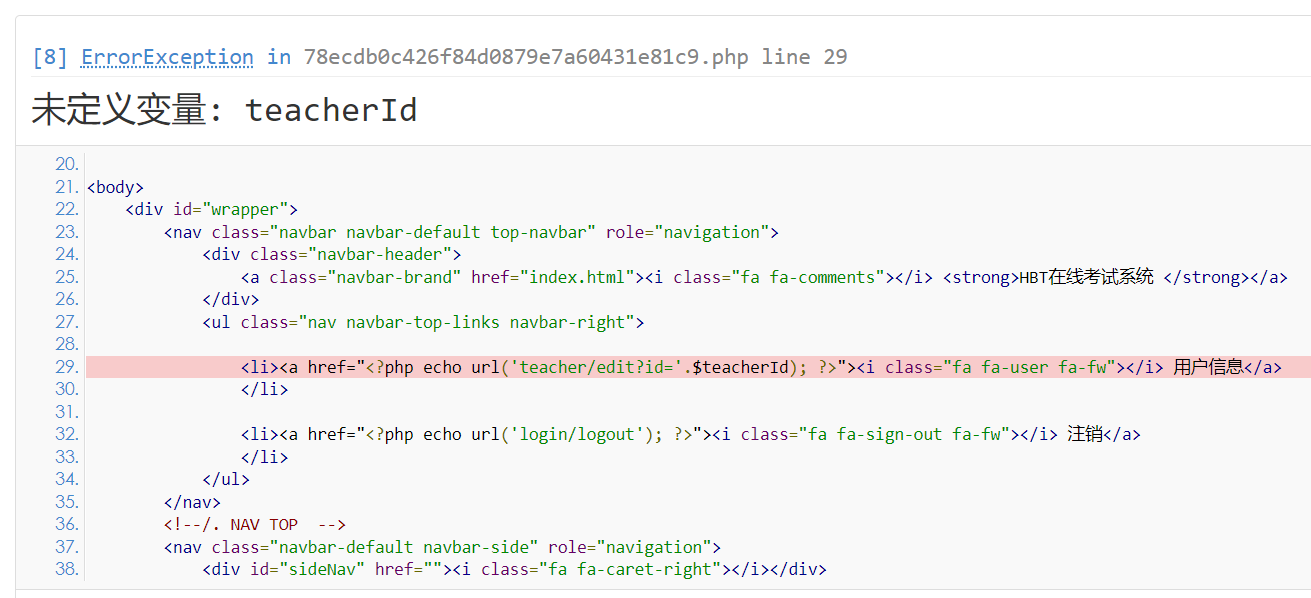 [8] ErrorException in 78ecdb0c426f84d0879e7a60431e81c9.php line 29
未定义变量: teacherId
20.
21. <body>
22.     <div id="wrapper">
23.         <nav class="navbar navbar-default top-navbar" role="navigation">
24.             <div class="navbar-header">
25.                 <a class="navbar-brand" href="index.html"><i class="fa fa-comments"></i> <strong>HBT在线考试系统 </strong></a>
26.             </div>
27.             <ul class="nav navbar-top-links navbar-right">
28.
29.                 <li><a href="<?php echo url('teacher/edit?id='.$teacherId); ?>"><i class="fa fa-user fa-fw"></i> 用户信息</a>
30.                 </li>
31.
32.                 <li><a href="<?php echo url('login/logout'); ?>"><i class="fa fa-sign-out fa-fw"></i> 注销</a>
33.                 </li>
34.             </ul>
35.         </nav>
36.         <!--/. NAV TOP  -->
37.         <nav class="navbar-default navbar-side" role="navigation">
38.             <div id="sideNav" href=""><i class="fa fa-caret-right"></i></div>